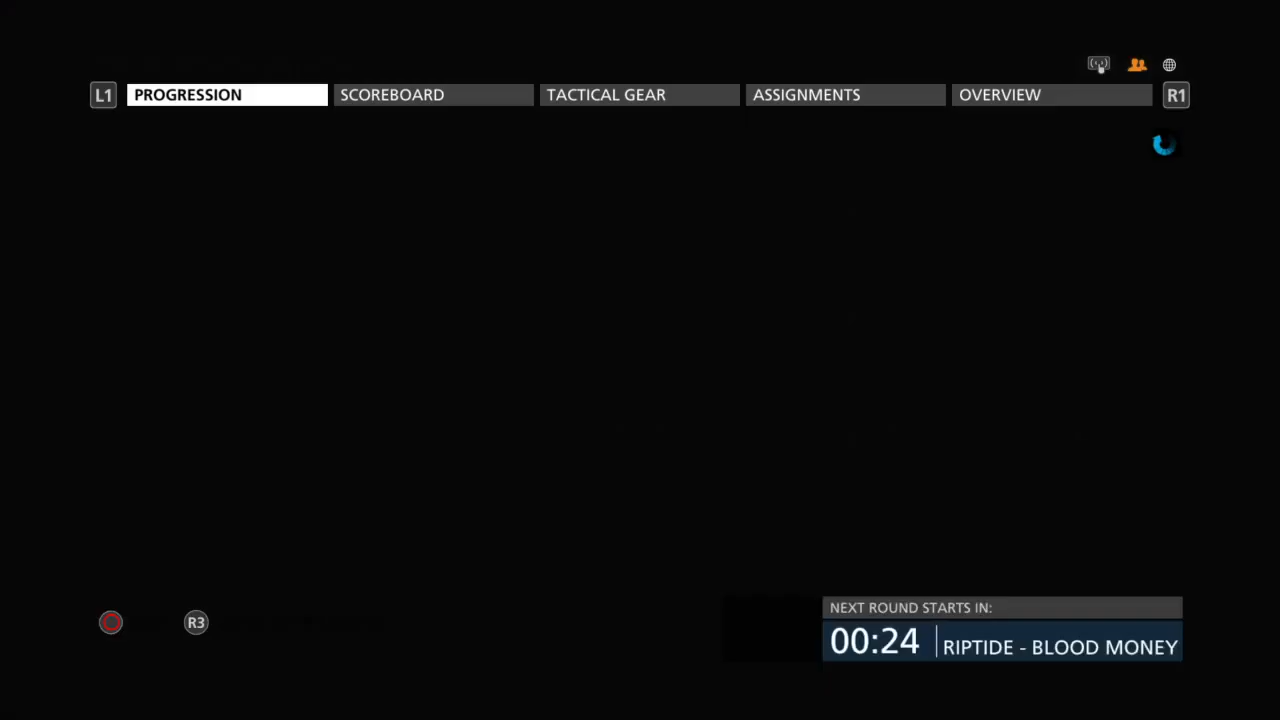 L1 PROGRESSION SCOREBOARD TACTICAL GEAR ASSIGNMENTS OVERVIEW R1
R3
NEXT ROUND STARTS IN:
00:24 RIPTIDE - BLOOD MONEY